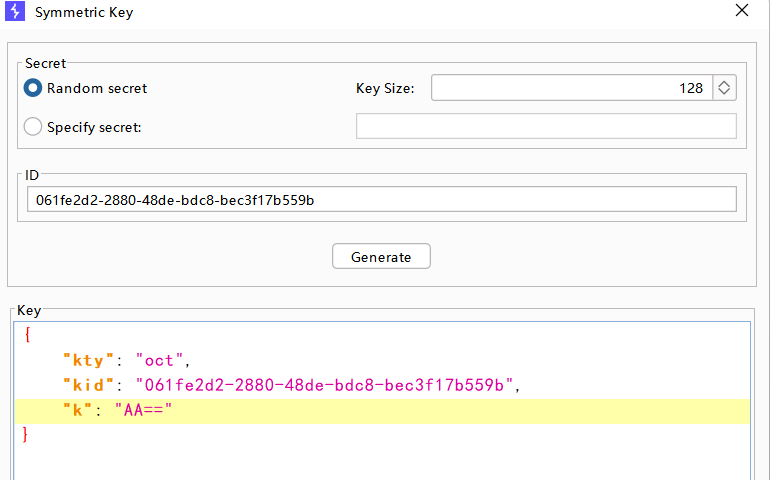 Symmetric Key
Secret
Random secret
Key Size: 128
Specify secret:
ID
061fe2d2-2880-48de-bdc8-bec3f17b559b
Generate
Key
{
"kty": "oct",
"kid": "061fe2d2-2880-48de-bdc8-bec3f17b559b",
"k": "AA=="
}